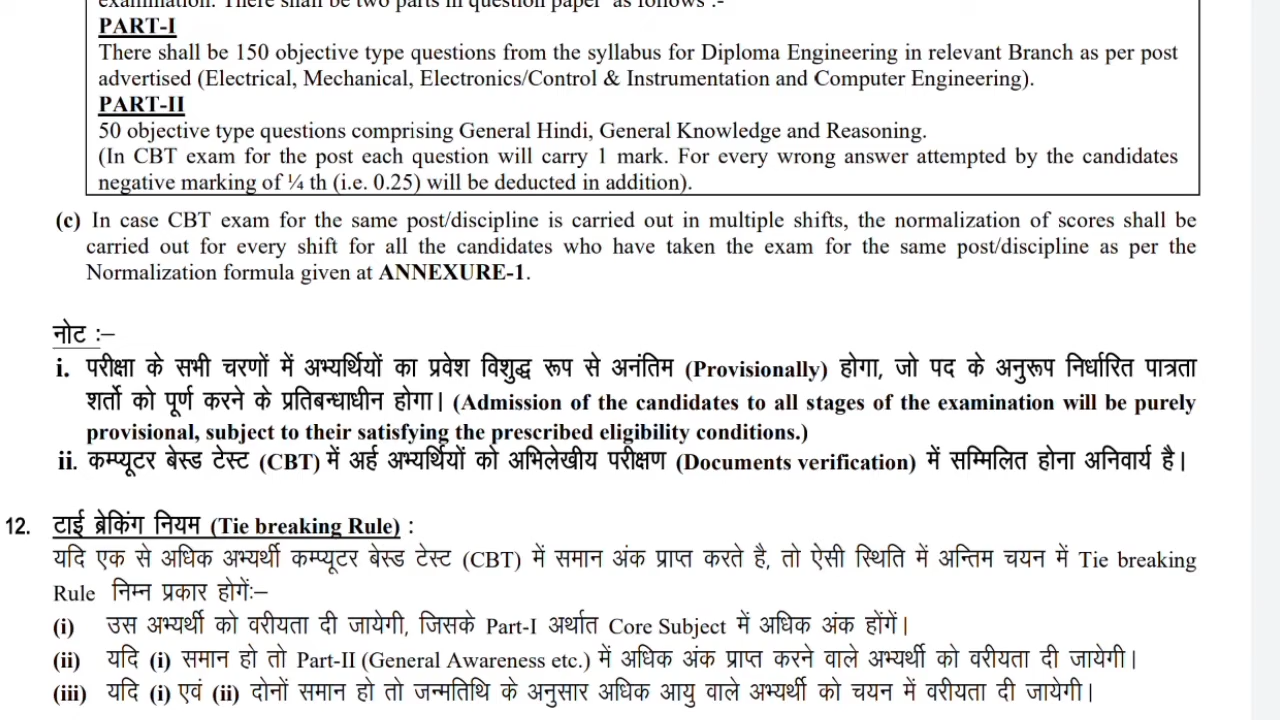 examination. There shall be two parts in question paper as follows :-
PART-I
There shall be 150 objective type questions from the syllabus for Diploma Engineering in relevant Branch as per post
advertised (Electrical, Mechanical, Electronics/Control & Instrumentation and Computer Engineering).
PART-II
50 objective type questions comprising General Hindi, General Knowledge and Reasoning.
(In CBT exam for the post each question will carry 1 mark. For every wrong answer attempted by the candidates
negative marking of ¼ th (i.e. 0.25) will be deducted in addition).
(c) In case CBT exam for the same post/discipline is carried out in multiple shifts, the normalization of scores shall be
carried out for every shift for all the candidates who have taken the exam for the same post/discipline as per the
Normalization formula given at ANNEXURE-1.
नोट :–
i. परीक्षा के सभी चरणों में अभ्यर्थियों का प्रवेश विशुद्ध रूप से अनंतिम (Provisionally) होगा, जो पद के अनुरूप निर्धारित पात्रता
शर्तो को पूर्ण करने के प्रतिबन्धाधीन होगा। (Admission of the candidates to all stages of the examination will be purely
provisional, subject to their satisfying the prescribed eligibility conditions.)
ii. कम्प्यूटर बेस्ड टेस्ट (CBT) में अर्ह अभ्यर्थियों को अभिलेखीय परीक्षण (Documents verification) में सम्मिलित होना अनिवार्य है।
12. टाई ब्रेकिंग नियम (Tie breaking Rule) :
यदि एक से अधिक अभ्यर्थी कम्प्यूटर बेस्ड टेस्ट (CBT) में समान अंक प्राप्त करते है, तो ऐसी स्थिति में अन्तिम चयन में Tie breaking
Rule निम्न प्रकार होगेंः–
(i) उस अभ्यर्थी को वरीयता दी जायेगी, जिसके Part-I अर्थात Core Subject में अधिक अंक होंगें।
(ii) यदि (i) समान हो तो Part-II (General Awareness etc.) में अधिक अंक प्राप्त करने वाले अभ्यर्थी को वरीयता दी जायेगी।
(iii) यदि (i) एवं (ii) दोनों समान हो तो जन्मतिथि के अनुसार अधिक आयु वाले अभ्यर्थी को चयन में वरीयता दी जायेगी।